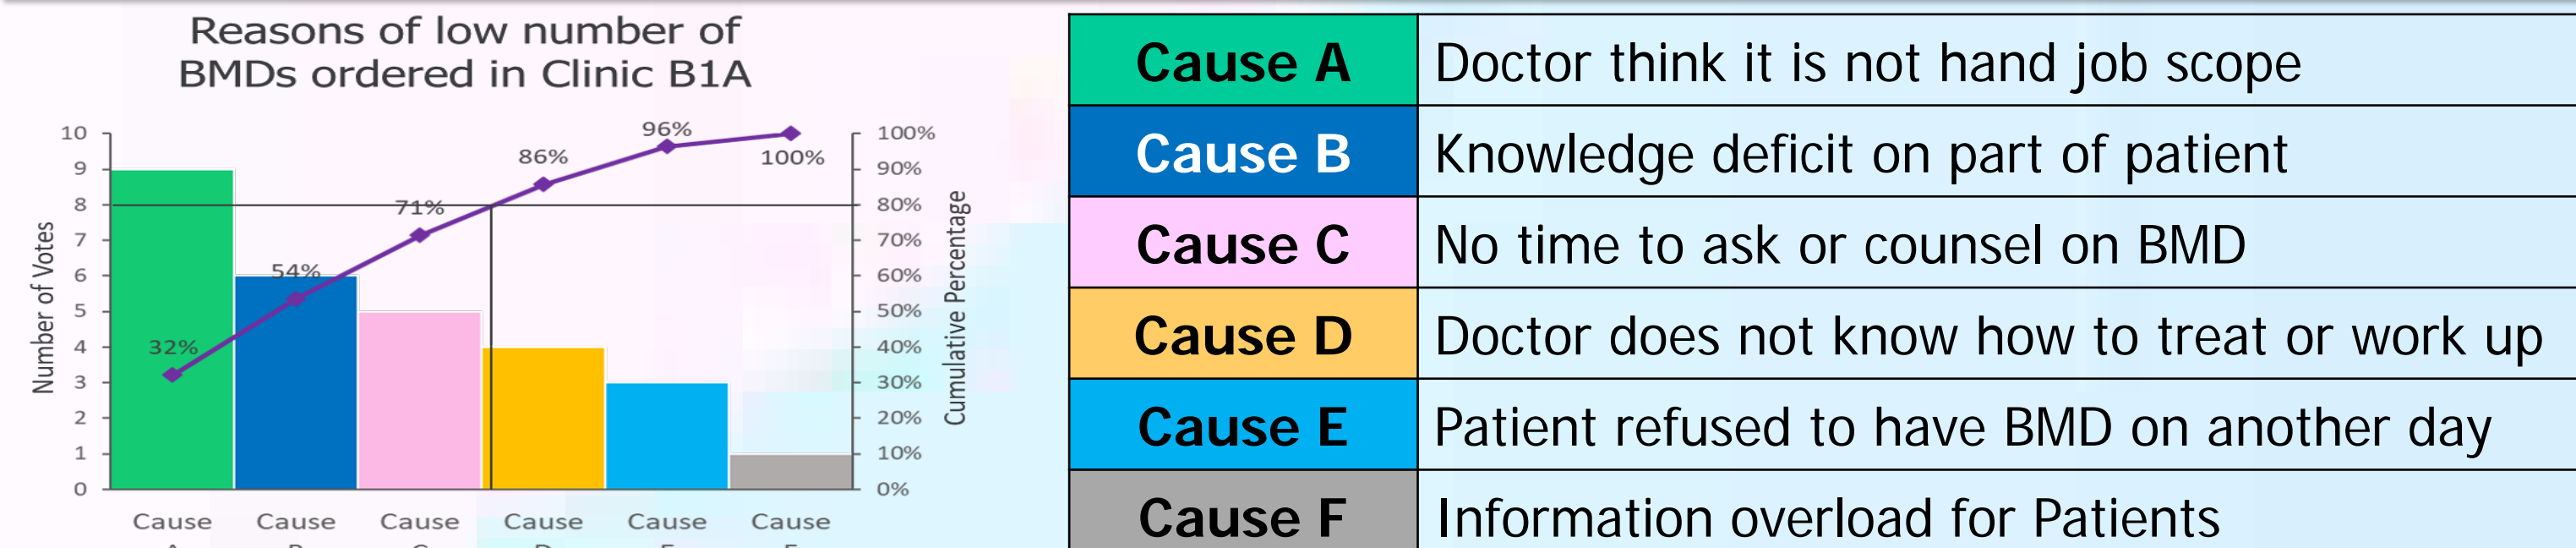 Reasons of low number of
BMDs ordered in Clinic B1A
10
9
8
7
6
5
4
3
2
1
0
Number of Votes
32%
54%
71%
86%
96%
100%
100%
90%
80%
70%
60%
50%
40%
30%
20%
10%
0%
Cumulative Percentage
Cause Cause Cause Cause Cause Cause
Cause A Doctor think it is not hand job scope
Cause B Knowledge deficit on part of patient
Cause C No time to ask or counsel on BMD
Cause D Doctor does not know how to treat or work up
Cause E Patient refused to have BMD on another day
Cause F Information overload for Patients